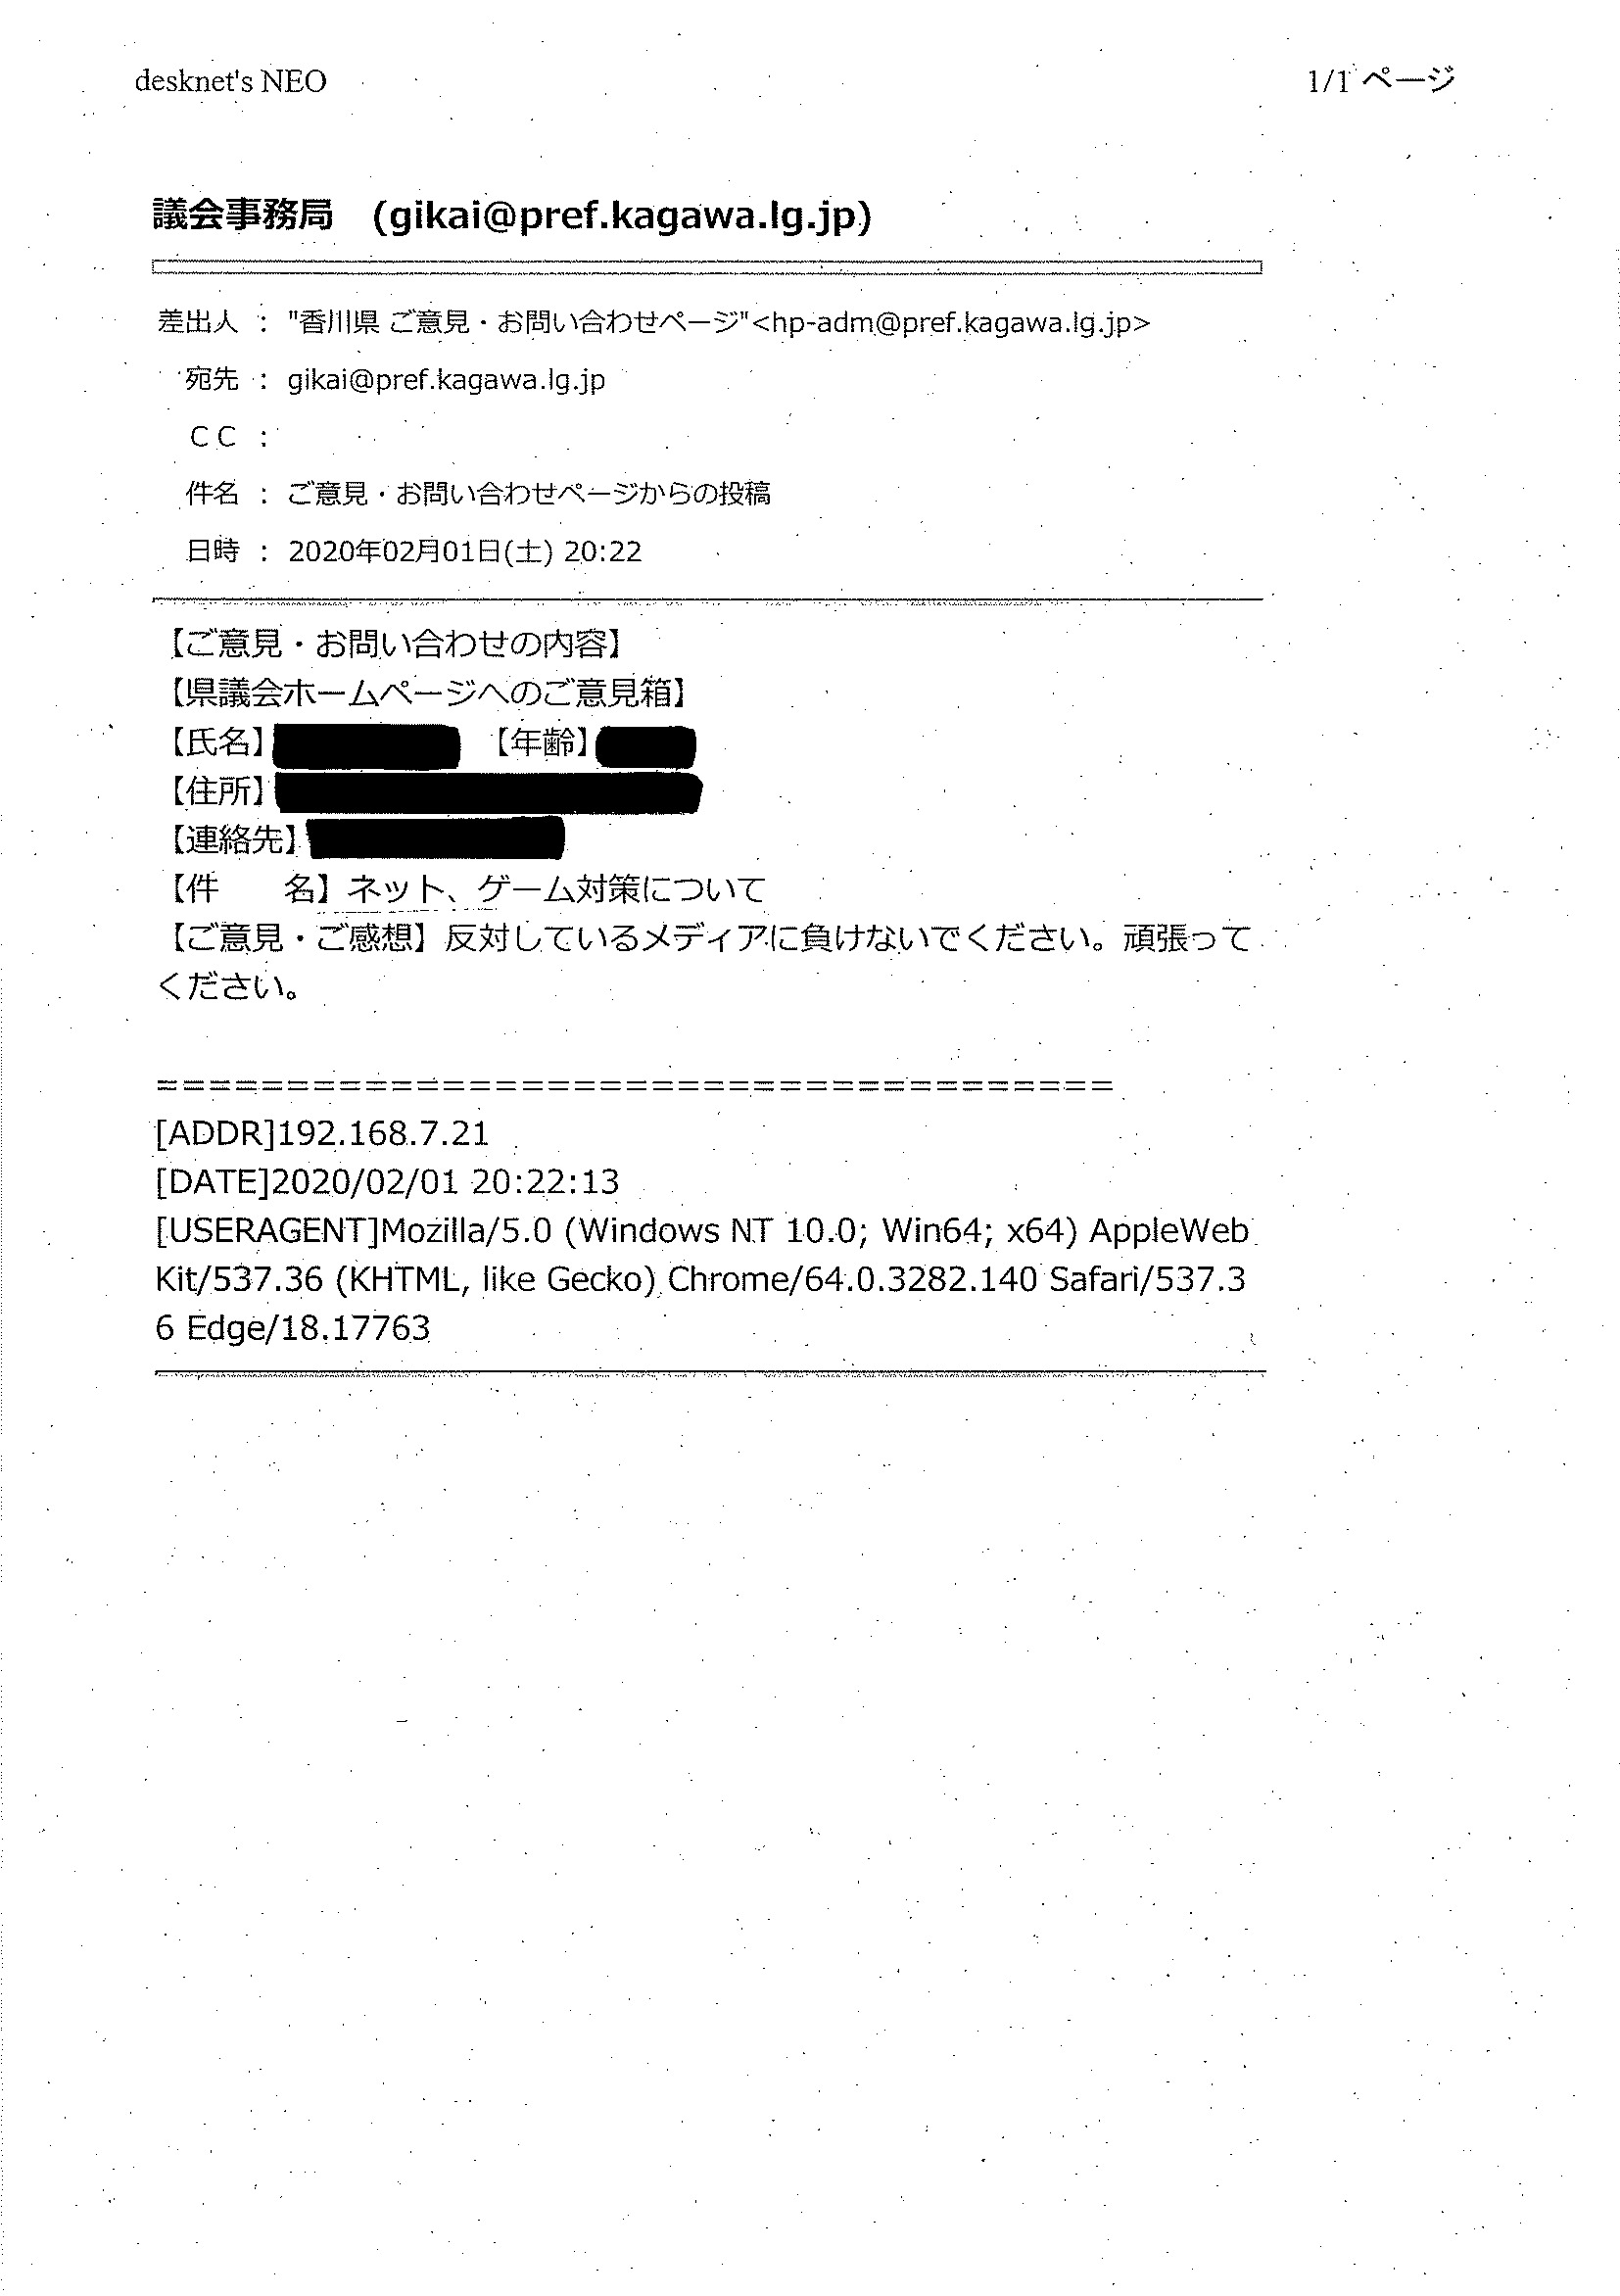 desknet's NEO
1/1 ページ
議会事務局　(gikai@pref.kagawa.lg.jp)
差出人 : "香川県 ご意見・お問い合わせページ"<hp-adm@pref.kagawa.lg.jp>
宛先 : gikai@pref.kagawa.lg.jp
ＣＣ :
件名 : ご意見・お問い合わせページからの投稿
日時 : 2020年02月01日(土) 20:22
【ご意見・お問い合わせの内容】
【県議会ホームページへのご意見箱】
【氏名】 【年齢】
【住所】
【連絡先】
【件　　名】ネット、ゲーム対策について
【ご意見・ご感想】反対しているメディアに負けないでください。頑張って
ください。
=====================================
[ADDR]192.168.7.21
[DATE]2020/02/01 20:22:13
[USERAGENT]Mozilla/5.0 (Windows NT 10.0; Win64; x64) AppleWeb
Kit/537.36 (KHTML, like Gecko) Chrome/64.0.3282.140 Safari/537.3
6 Edge/18.17763